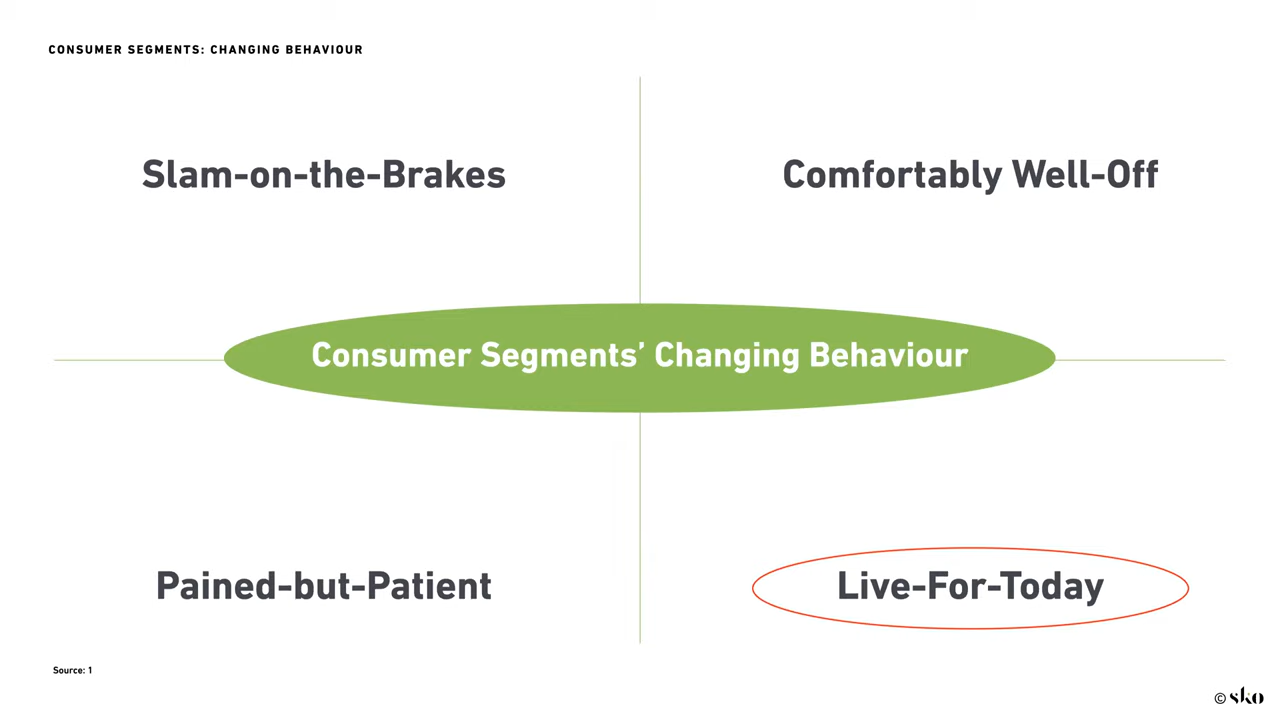 CONSUMER SEGMENTS: CHANGING BEHAVIOUR
Slam-on-the-Brakes
Comfortably Well-Off
Consumer Segments’ Changing Behaviour
Pained-but-Patient
Live-For-Today
Source: 1
© sko